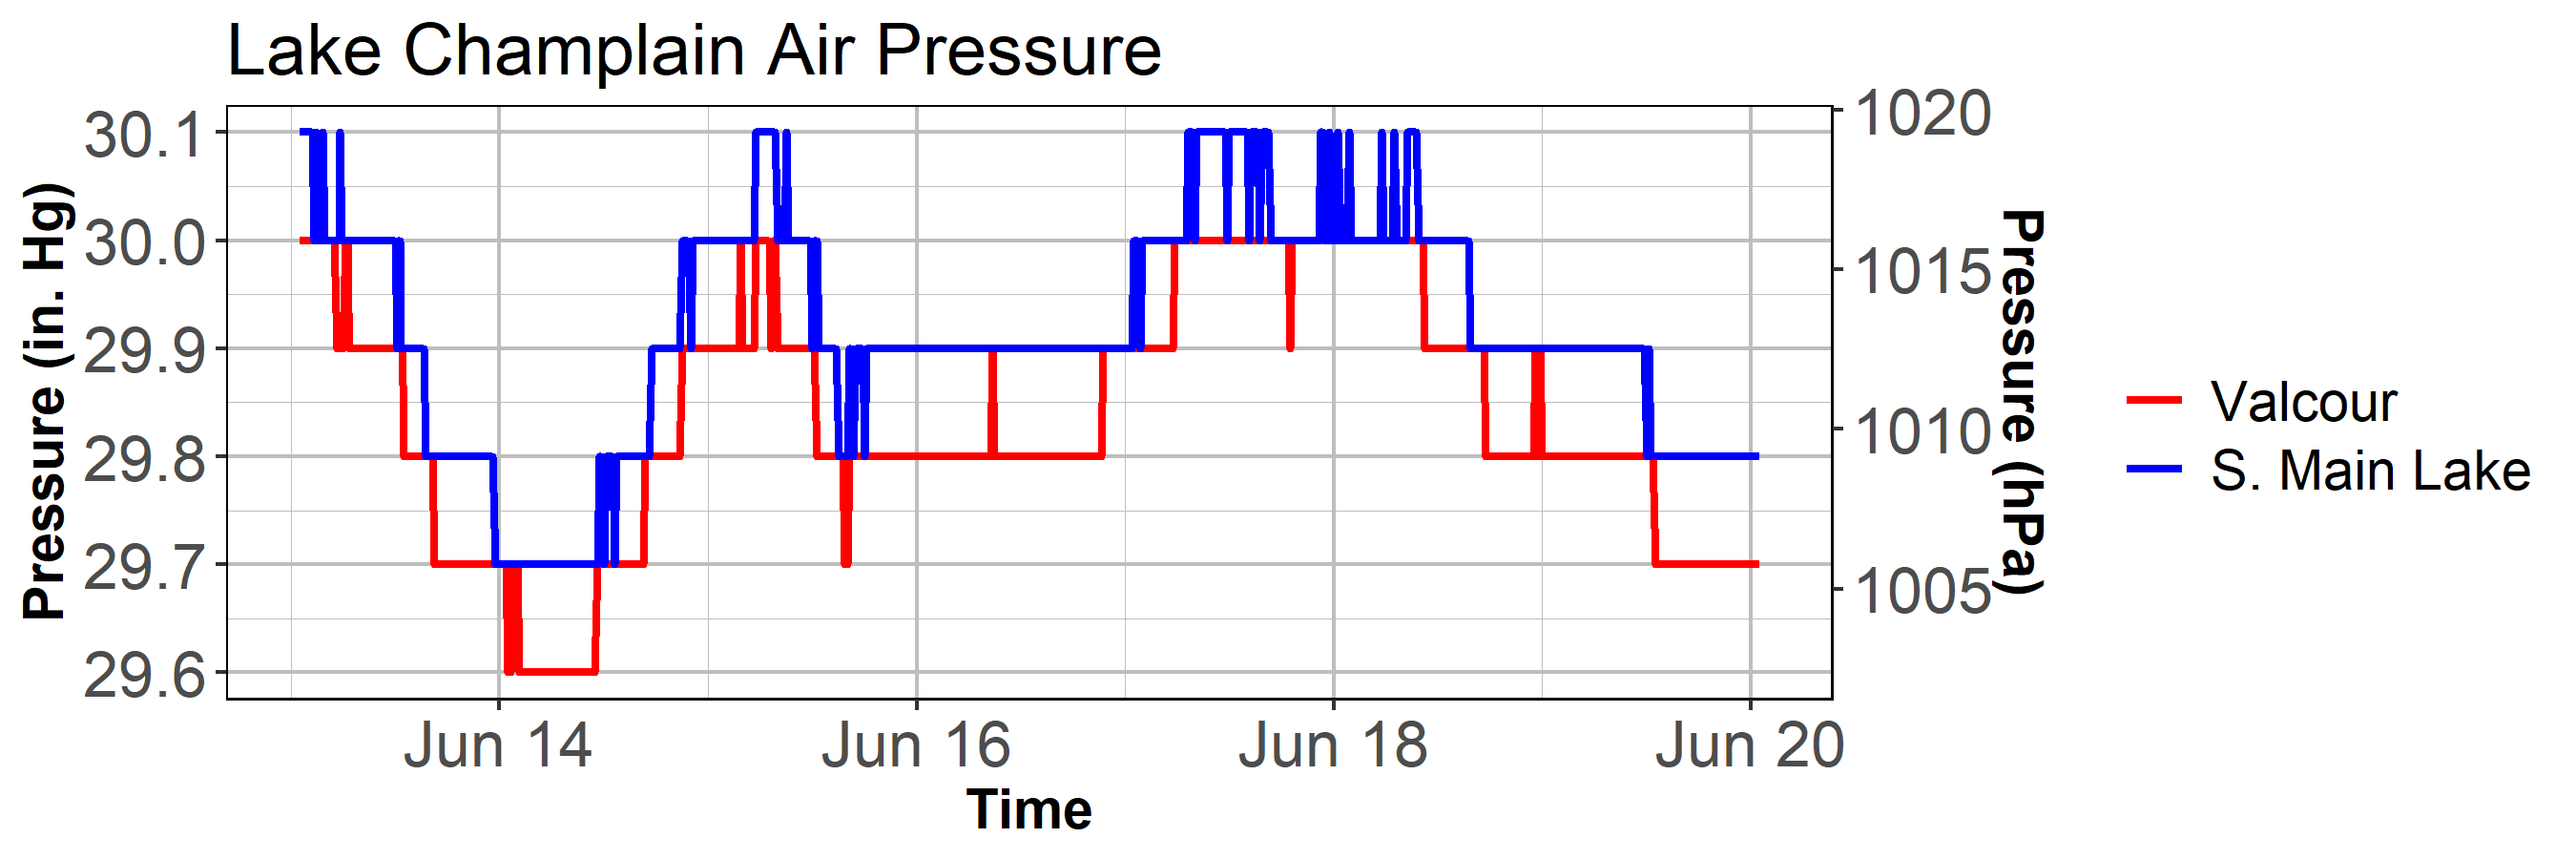 Lake Champlain Air Pressure
Pressure (in. Hg)
30.1
30.0
29.9
29.8
29.7
29.6
1020
1015
1010
1005
Pressure (hPa)
Jun 14
Jun 16
Jun 18
Jun 20
Time
Valcour
S. Main Lake